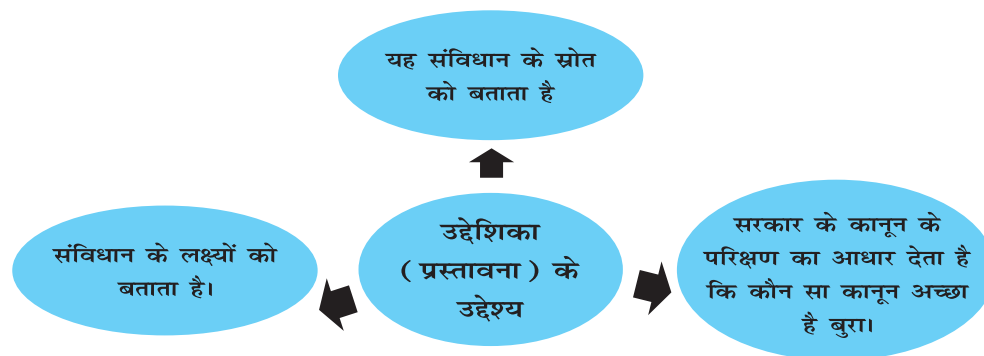 यह संविधान के स्रोत
को बताता है
संविधान के लक्ष्यों को
बताता है।
उद्देशिका
( प्रस्तावना ) के
उद्देश्य
सरकार के कानून के
परिक्षण का आधार देता है
कि कौन सा कानून अच्छा
है बुरा।